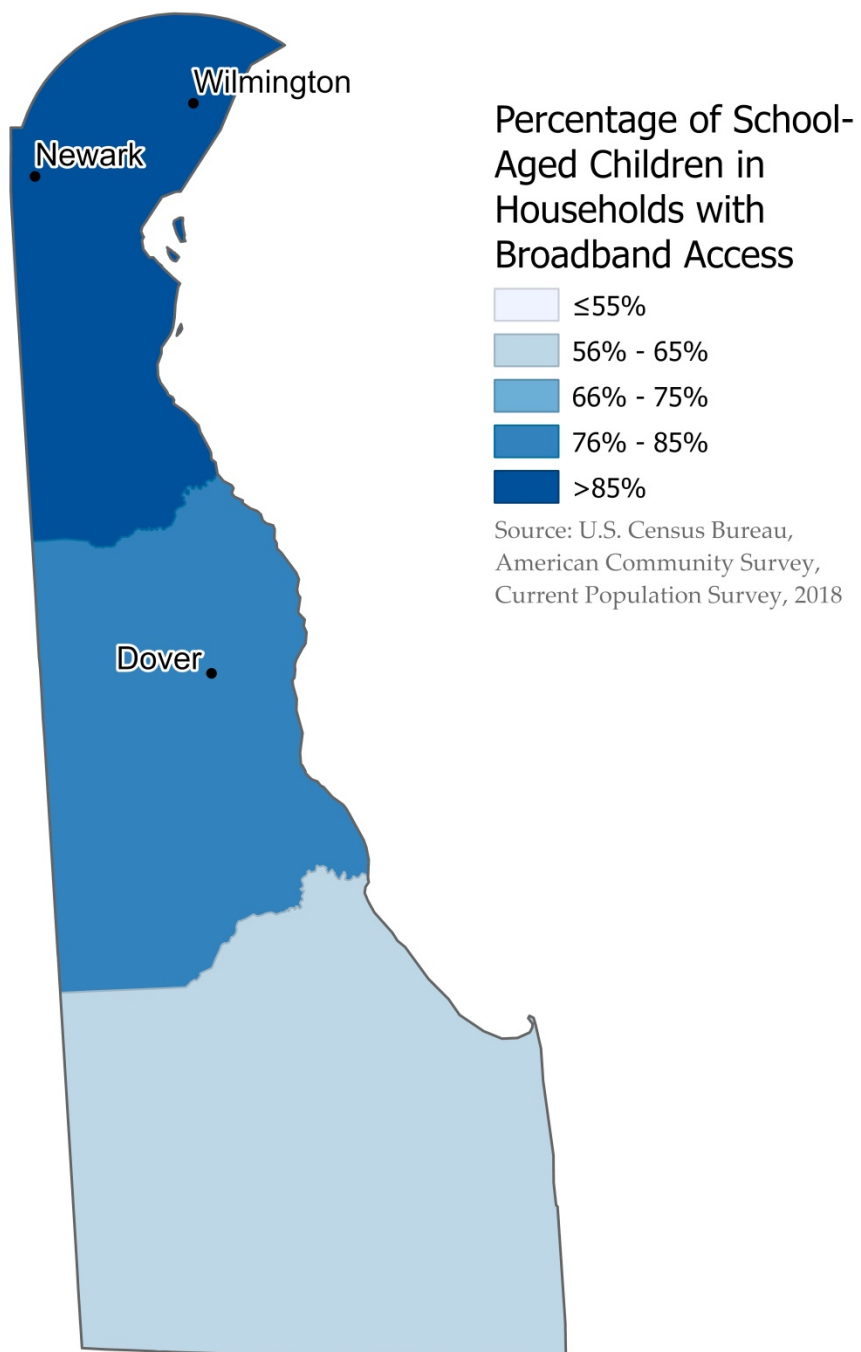 Wilmington
Newark
Percentage of School-
Aged Children in
Households with
Broadband Access
≤55%
56% - 65%
66% - 75%
76% - 85%
>85%
Source: U.S. Census Bureau,
American Community Survey,
Current Population Survey, 2018
Dover